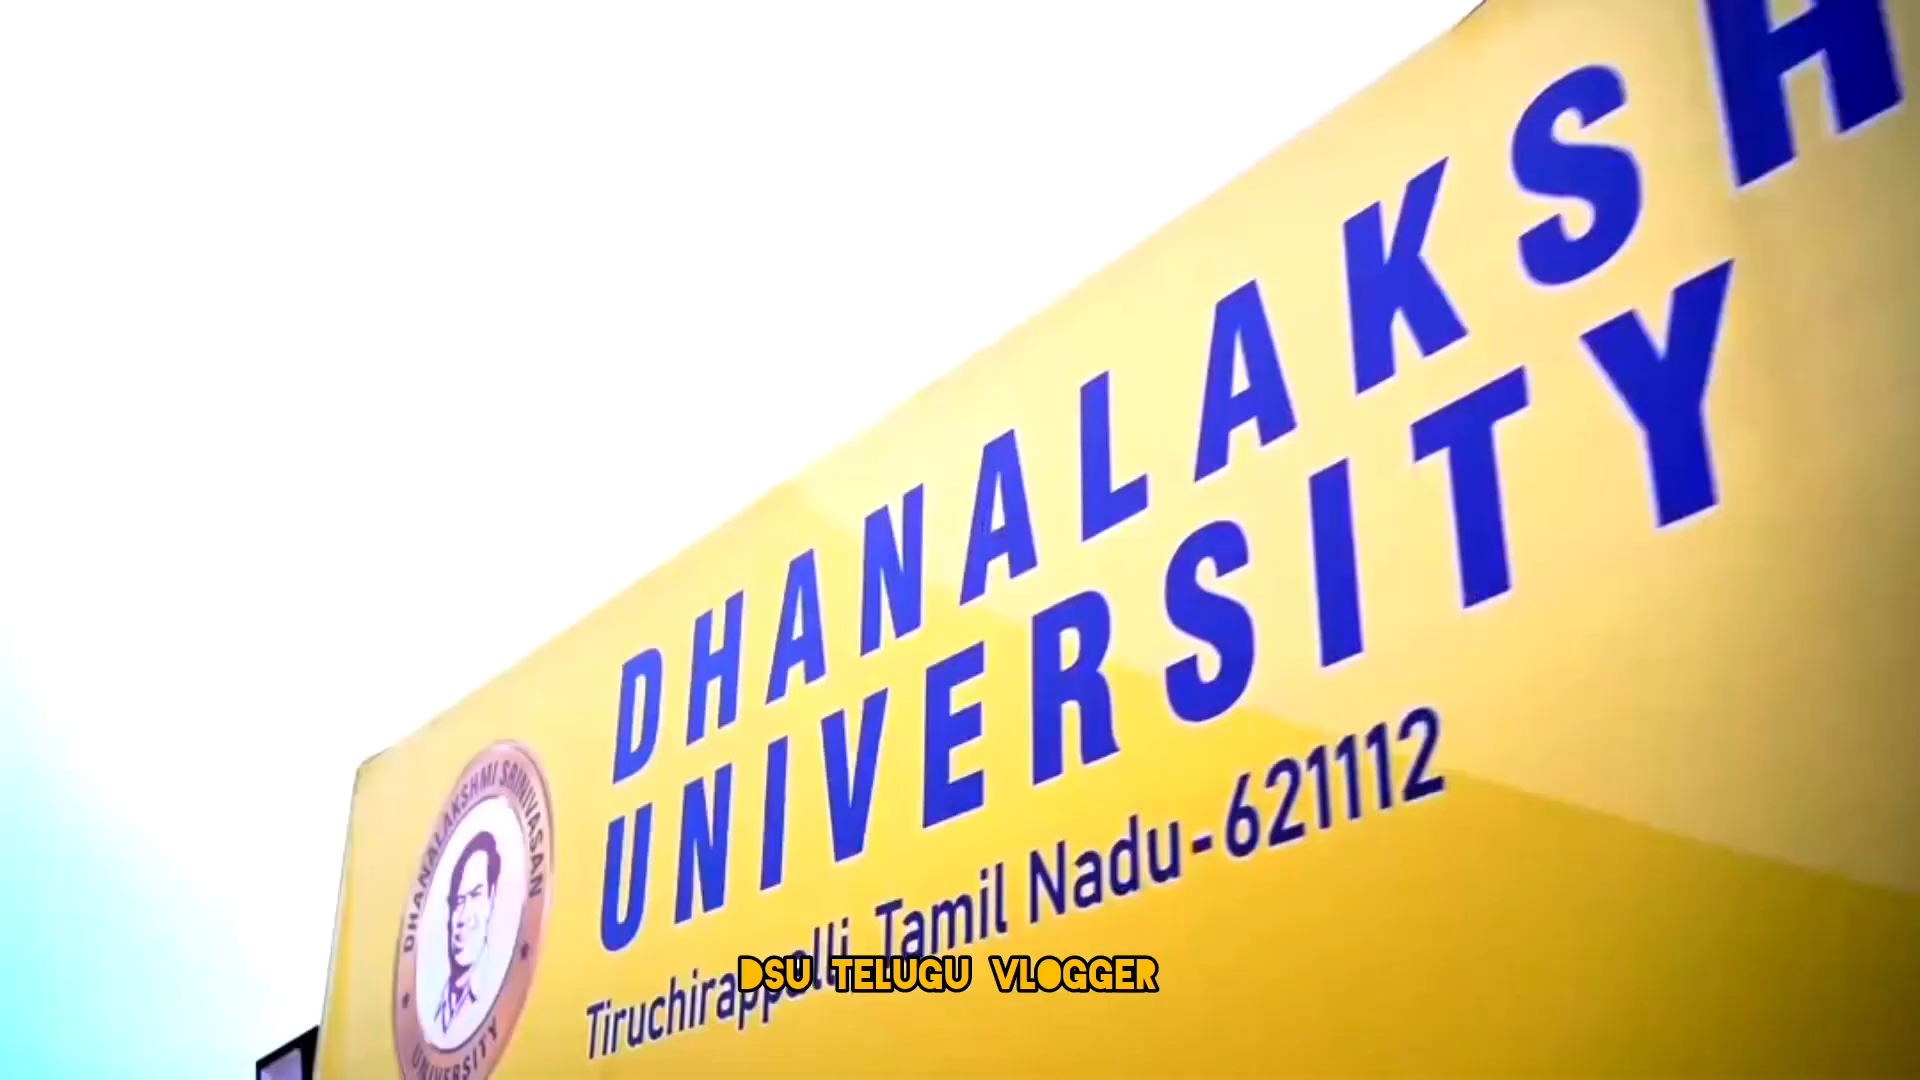 DHANALAKSH
UNIVERSITY
Tiruchirappalli, Tamil Nadu-621112
DHANALAKSHMI SRINIVASAN
UNIVERSITY
DSU TELUGU VLOGGER